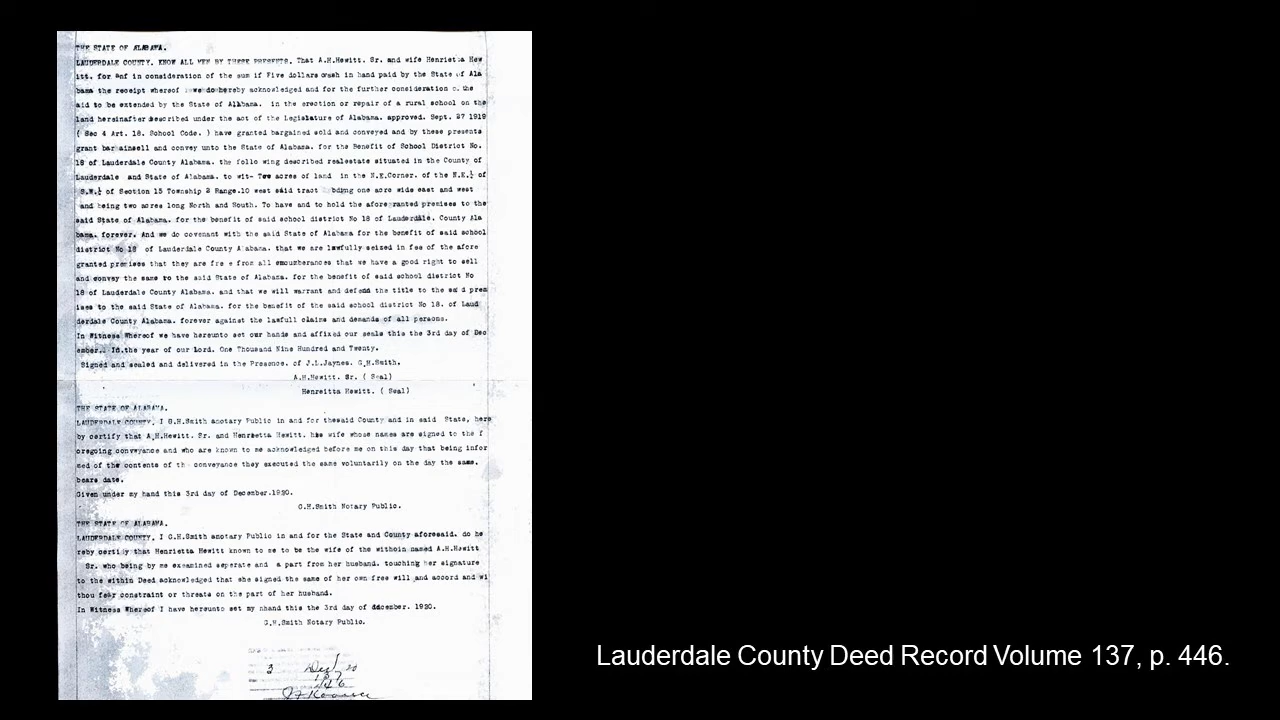 THE STATE OF ALABAMA.
LAUDERDALE COUNTY. KNOW ALL MEN BY THESE PRESENTS. That A.H.Hewitt. Sr. and wife Henrietta Hew
itt. for anf in consideration of the sum if Five dollars cash in hand paid by the State of Ala
bama the receipt whereof we do hereby acknowledged and for the further consideration o. the
aid to be extended by the State of Allbama. in the erection or repair of a rural school on the
land hereinafter described under the act of the Legislature of Alabama. approved. Sept. 27 1919
( Sec 4 Art. 18. School Code. ) have granted bargained sold and conveyed and by these presents
grant bar ainsell and convey unto the State of Alabama. for the Benefit of School District No.
18 of Lauderdale County Alabama. the follo wing described realestate situated in the County of
Lauderdale and State of Alabama. to wit- Two acres of land in the N.E.Corner. of the N.E.¼ of
S.W.¼ of Section 15 Township 2 Range.10 west said tract being one acre wide east and west
and being two acres long North and South. To have and to hold the afore granted premises to the
said State of Alabama. for the benefit of said school district No 18 of Lauderdale. County Ala
bama. forever. And we do covenant with the said State of Alabama for the benefit of said school
district No 18 of Lauderdale County Alabama. that we are lawfully seized in fee of the afore
granted premises that they are fre e from all encumberances that we have a good right to sell
and convey the same to the said State of Alabama. for the benefit of said school district No
18 of Lauderdale County Alabama. and that we will warrant and defend the title to the said prem
ises to the said State of Alabama. for the benefit of the said school district No 18. of Laud
derdale County Alabama. forever against the lawfull claims and demands of all persons.
In Witness Whereof we have hereunto set our hands and affixed our seals this the 3rd day of Dec
ember. the year of our Lord. One Thousand Nine Hundred and Twenty.
Signed and sealed and delivered in the Presence. of J.L.Jaynes. G.H.Smith.
A.H.Hewitt. Sr. ( Seal)
Henreitta Hewitt. ( Seal)
THE STATE OF ALABAMA.
LAUDERDALE COUNTY. I G.H.Smith anotary Public in and for thesaid County and in said State, here
by certify that A.H.Hewitt. Sr. and Henrietta Hewitt. his wife whose names are signed to the f
oregoing conveyance and who are known to me acknowledged before me on this day that being infor
med of the contents of th conveyance they executed the same voluntarily on the day the same.
bears date.
Given under my hand this 3rd day of December.1920.
G.H.Smith Notary Public.
THE STATE OF ALABAMA.
LAUDERDALE COUNTY. I G.H.Smith anotary Public in and for the State and County aforesaid. do he
reby certify that Henrietta Hewitt known to me to be the wife of the withoin named A.H.Hewitt
Sr. who being by me examined seperate and a part from her husband. touching her signature
to the within Deed.acknowledged that she signed the same of her own free will and accord and wi
thou fear constraint or threats on the part of her husband.
In Witness Whereof I have hereunto set my nhand this the 3rd day of december. 1920.
G.H.Smith Notary Public.
3
Lauderdale County Deed Record Volume 137, p. 446.